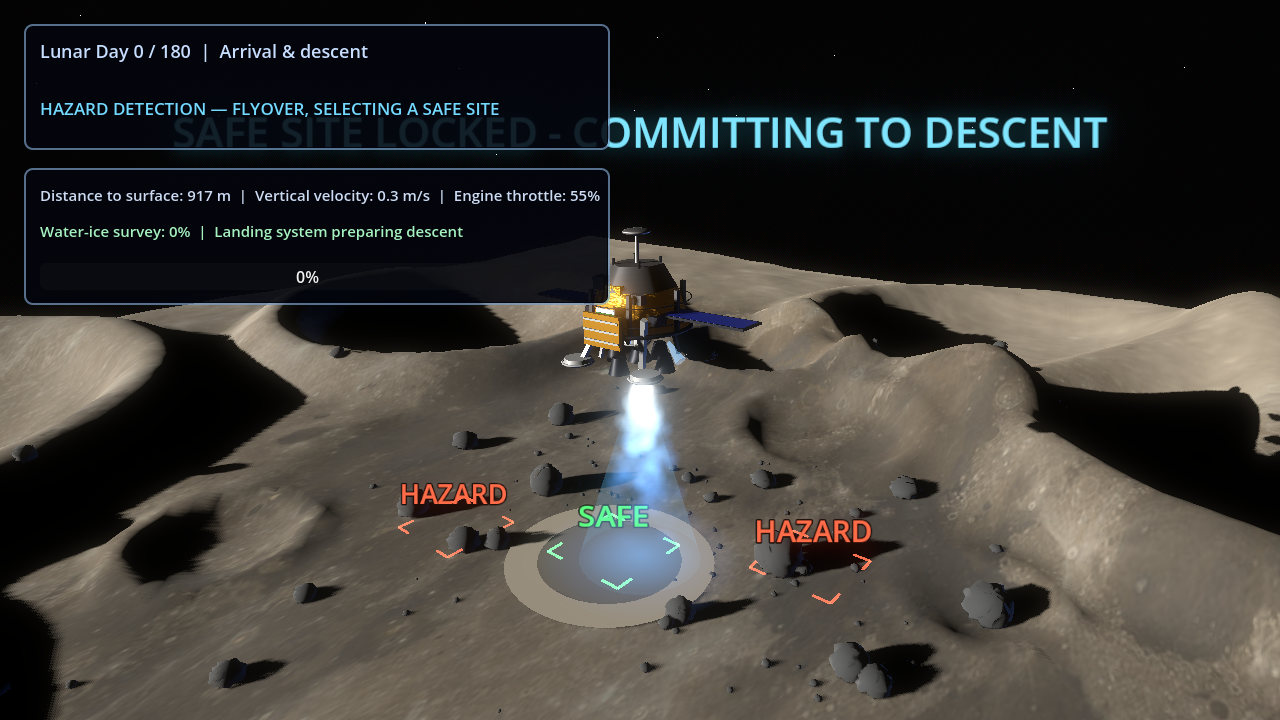 Lunar Day 0 / 180 | Arrival & descent
HAZARD DETECTION — FLYOVER, SELECTING A SAFE SITE
SAFE SITE LOCKED - COMMITTING TO DESCENT
Distance to surface: 917 m | Vertical velocity: 0.3 m/s | Engine throttle: 55%
Water-ice survey: 0% | Landing system preparing descent
0%
HAZARD
SAFE
HAZARD